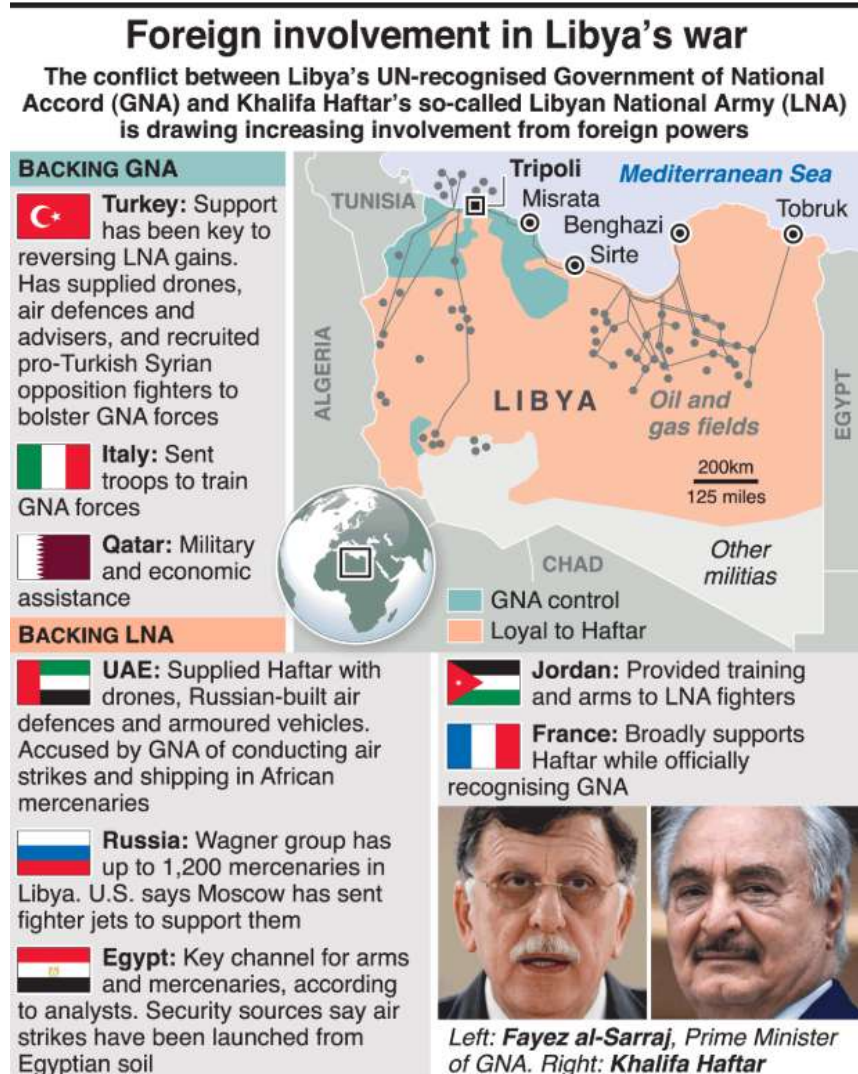 Foreign involvement in Libya's war
The conflict between Libya's UN-recognised Government of National
Accord (GNA) and Khalifa Haftar's so-called Libyan National Army (LNA)
is drawing increasing involvement from foreign powers
BACKING GNA
Turkey: Support
has been key to
reversing LNA gains.
Has supplied drones,
air defences and
advisers, and recruited
pro-Turkish Syrian
opposition fighters to
bolster GNA forces
Italy: Sent
troops to train
GNA forces
Qatar: Military
and economic
assistance
Tripoli
Mediterranean Sea
TUNISIA
Misrata
Benghazi
Tobruk
Sirte
ALGERIA
LIBYA
Oil and
gas fields
EGYPT
200km
125 miles
CHAD
Other
militias
GNA control
Loyal to Haftar
BACKING LNA
UAE: Supplied Haftar with
drones, Russian-built air
defences and armoured vehicles.
Accused by GNA of conducting air
strikes and shipping in African
mercenaries
Russia: Wagner group has
up to 1,200 mercenaries in
Libya. U.S. says Moscow has sent
fighter jets to support them
Egypt: Key channel for arms
and mercenaries, according
to analysts. Security sources say air
strikes have been launched from
Egyptian soil
Jordan: Provided training
and arms to LNA fighters
France: Broadly supports
Haftar while officially
recognising GNA
Left: Fayez al-Sarraj, Prime Minister
of GNA. Right: Khalifa Haftar